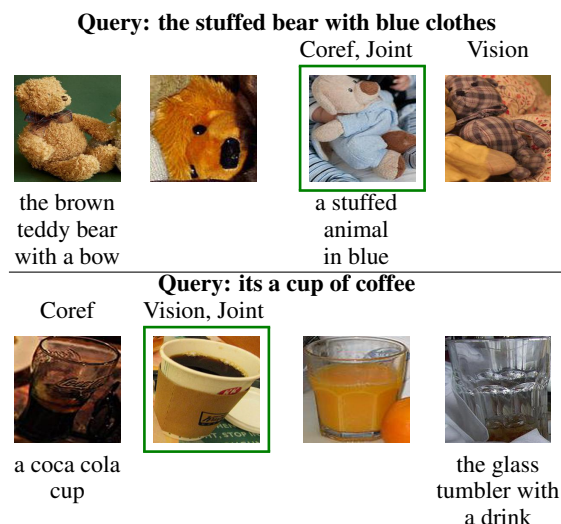 Query: the stuffed bear with blue clothes
Coref, Joint Vision
the brown
teddy bear
with a bow
a stuffed
animal
in blue
Query: its a cup of coffee
Coref Vision, Joint
a coca cola
cup
the glass
tumbler with
a drink